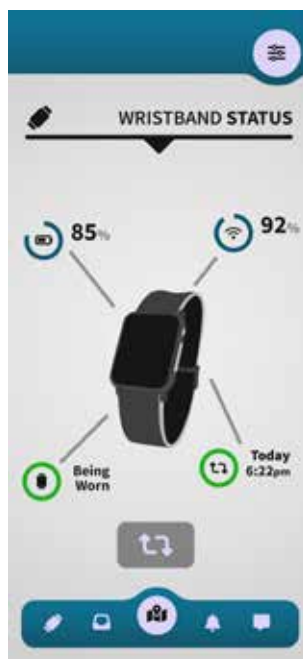 WRISTBAND STATUS
85%
92%
Being
Worn
Today
6:22pm